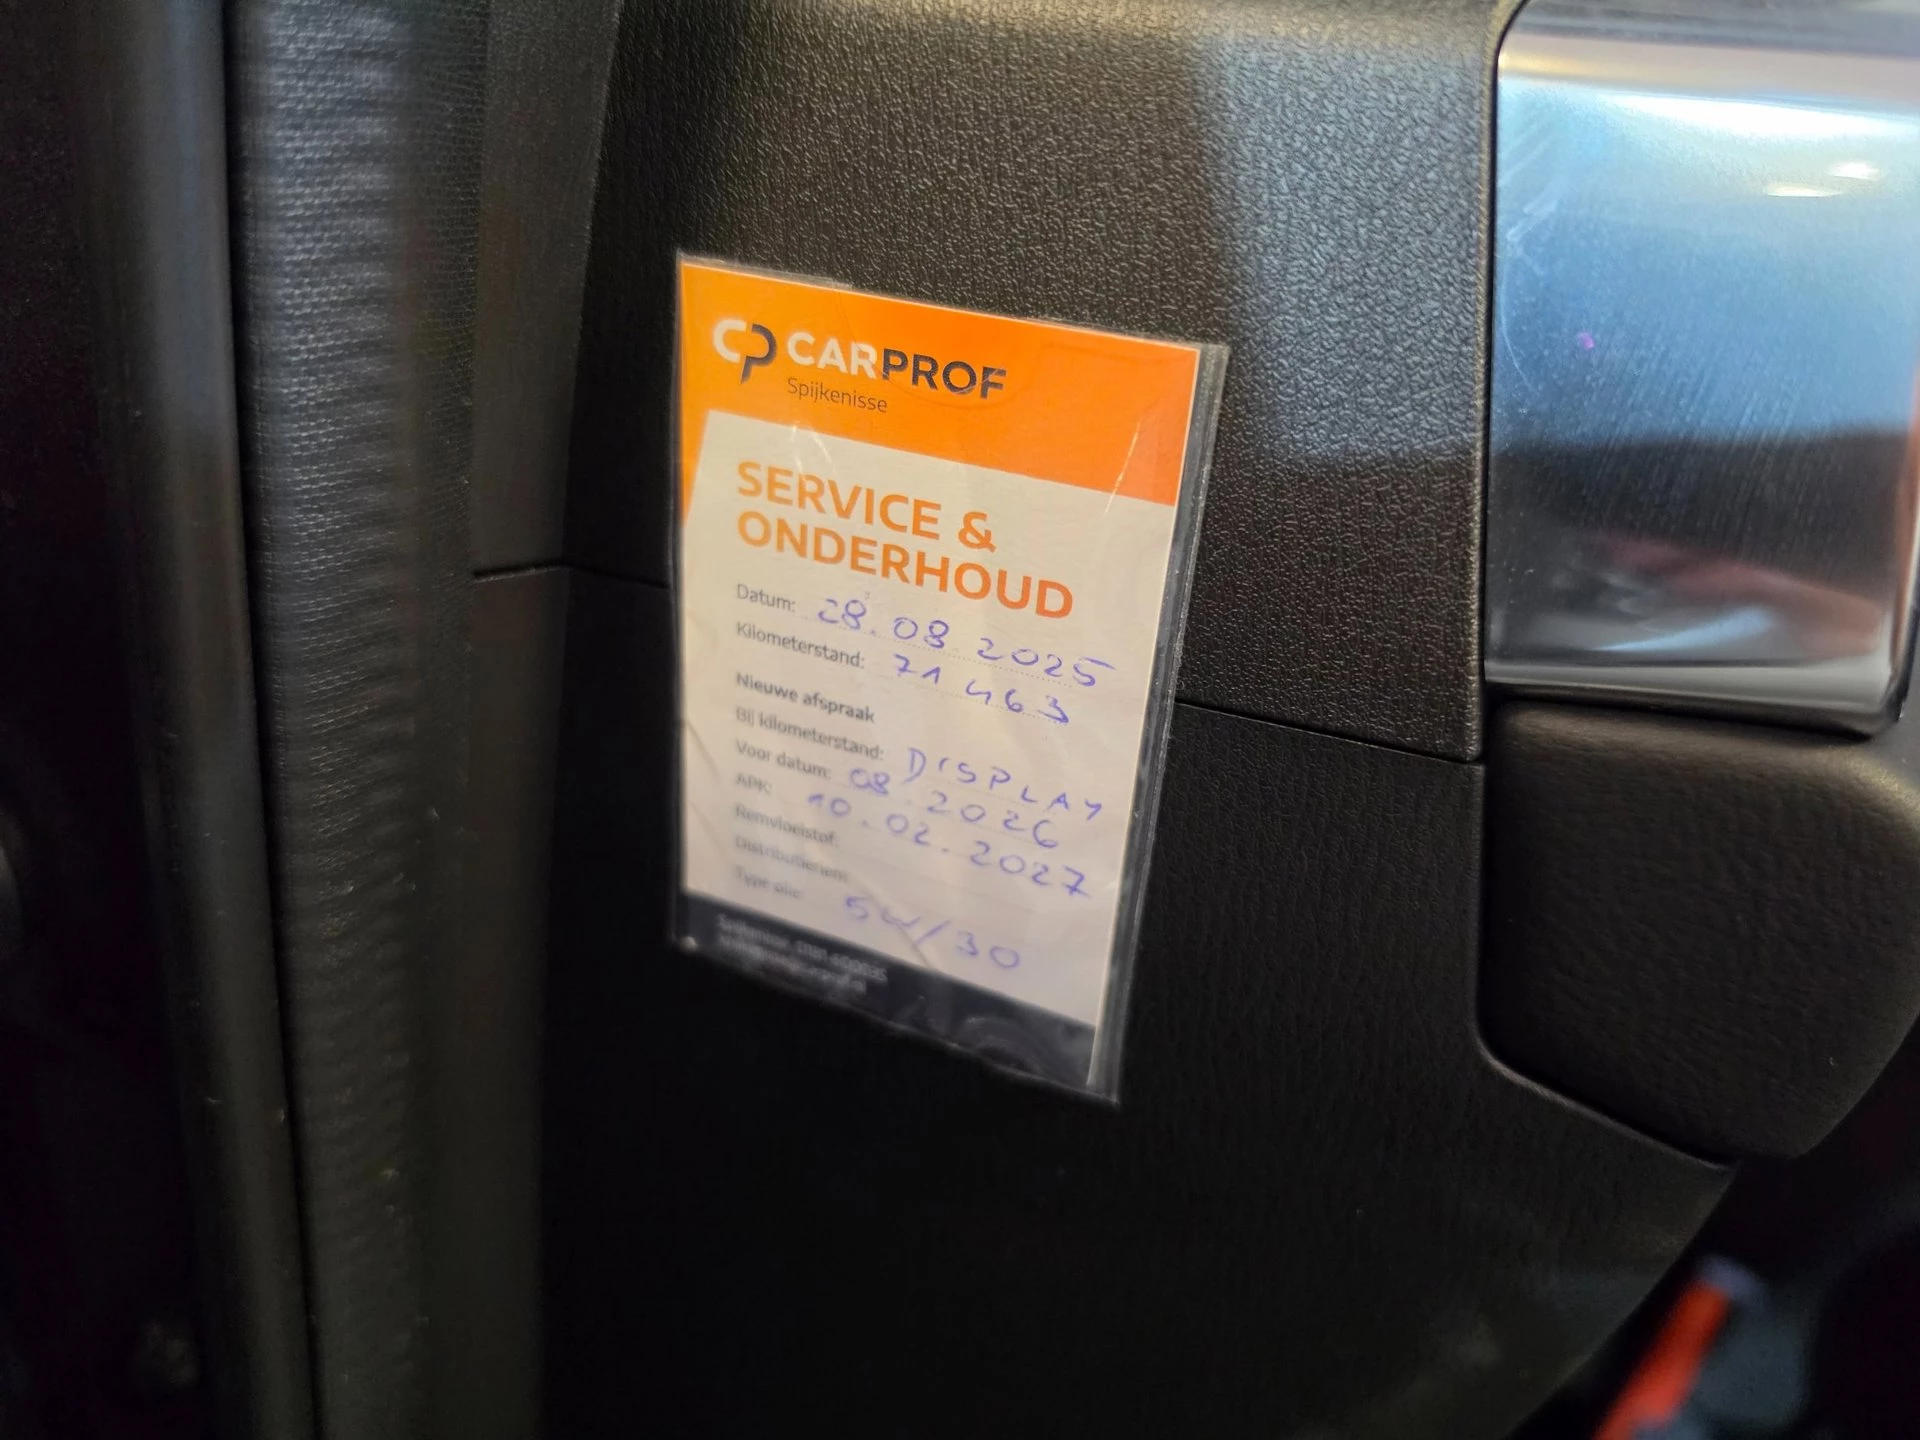 CP CARPROF
Spijkenisse
SERVICE &
ONDERHOUD
Datum: 28.08.2025
Kilometerstand: 71463
Nieuwe afspraak
Bij kilometerstand: DISPLAY
Voor datum: 08.2026
APK: 10.02.2027
Remvloeistof:
Distributieriem:
Type olie: 5W/30